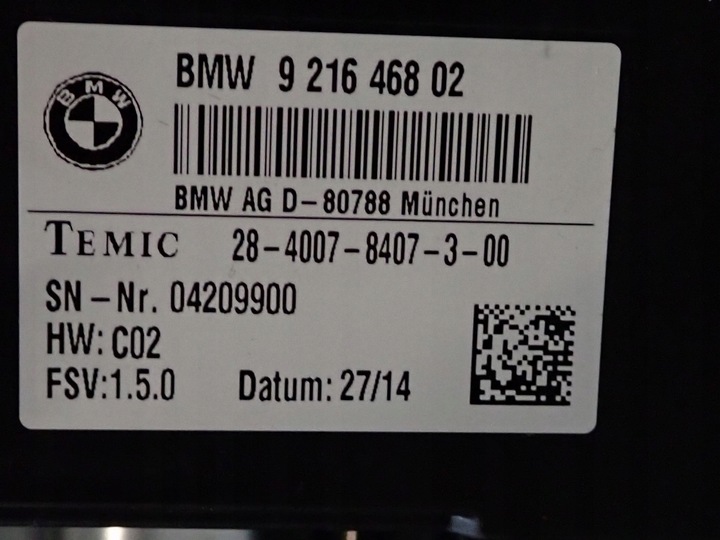 BMW 9 216 468 02
BMW
BMW AG D-80788 München
TEMIC 28-4007-8407-3-00
SN-Nr. 04209900
HW: C02
FSV:1.5.0 Datum: 27/14